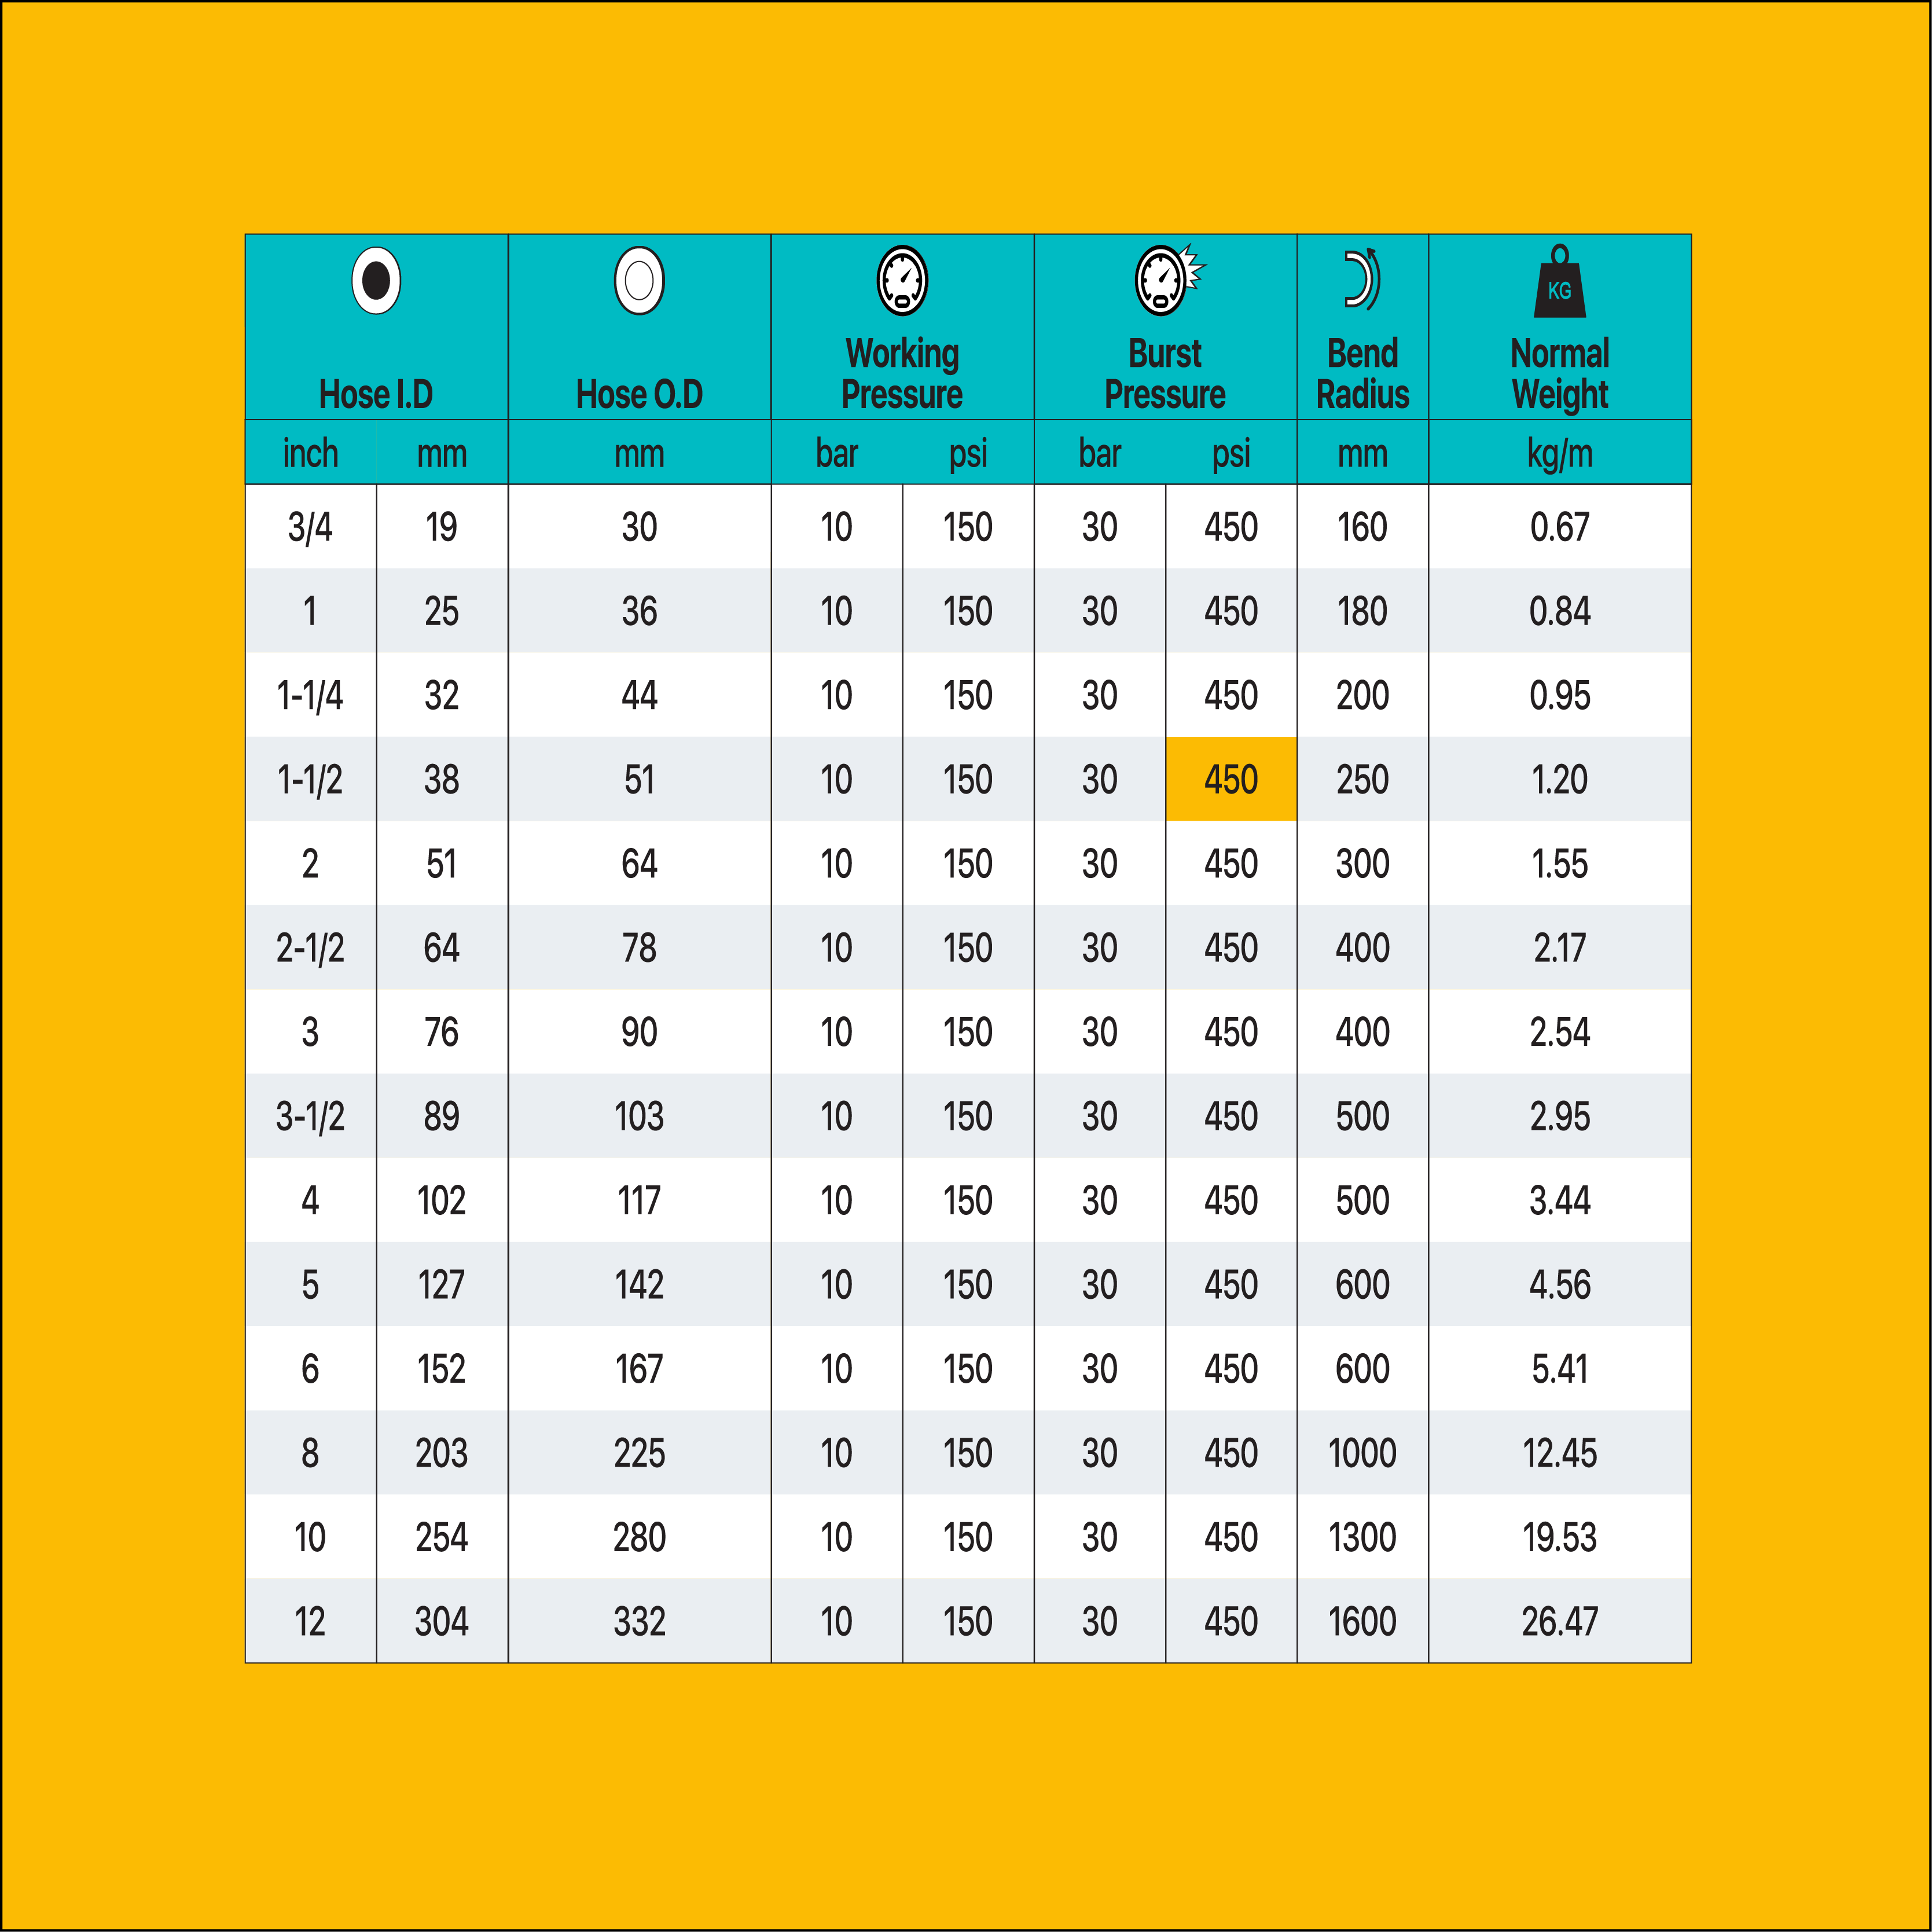 KG
Hose I.D Hose O.D Working Pressure Burst Pressure Bend Radius Normal Weight
inch mm mm bar psi bar psi mm kg/m
3/4 19 30 10 150 30 450 160 0.67
1 25 36 10 150 30 450 180 0.84
1-1/4 32 44 10 150 30 450 200 0.95
1-1/2 38 51 10 150 30 450 250 1.20
2 51 64 10 150 30 450 300 1.55
2-1/2 64 78 10 150 30 450 400 2.17
3 76 90 10 150 30 450 400 2.54
3-1/2 89 103 10 150 30 450 500 2.95
4 102 117 10 150 30 450 500 3.44
5 127 142 10 150 30 450 600 4.56
6 152 167 10 150 30 450 600 5.41
8 203 225 10 150 30 450 1000 12.45
10 254 280 10 150 30 450 1300 19.53
12 304 332 10 150 30 450 1600 26.47